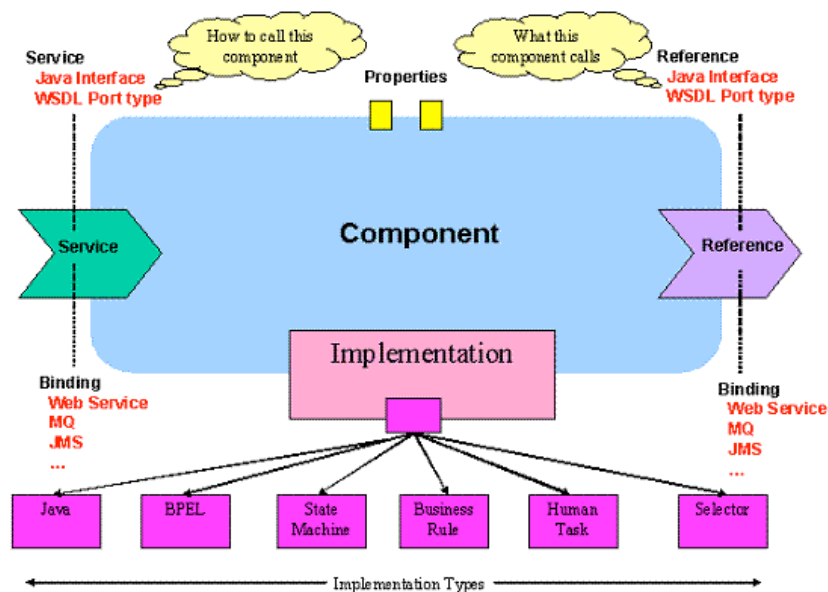 How to call this
component
What this
component calls
Service
Java Interface
WSDL Port type
Properties
Reference
Java Interface
WSDL Port type
Service
Component
Reference
Implementation
Binding
Web Service
MQ
JMS
...
Binding
Web Service
MQ
JMS
...
Java
BPEL
State
Machine
Business
Rule
Human
Task
Selector
Implementation Types